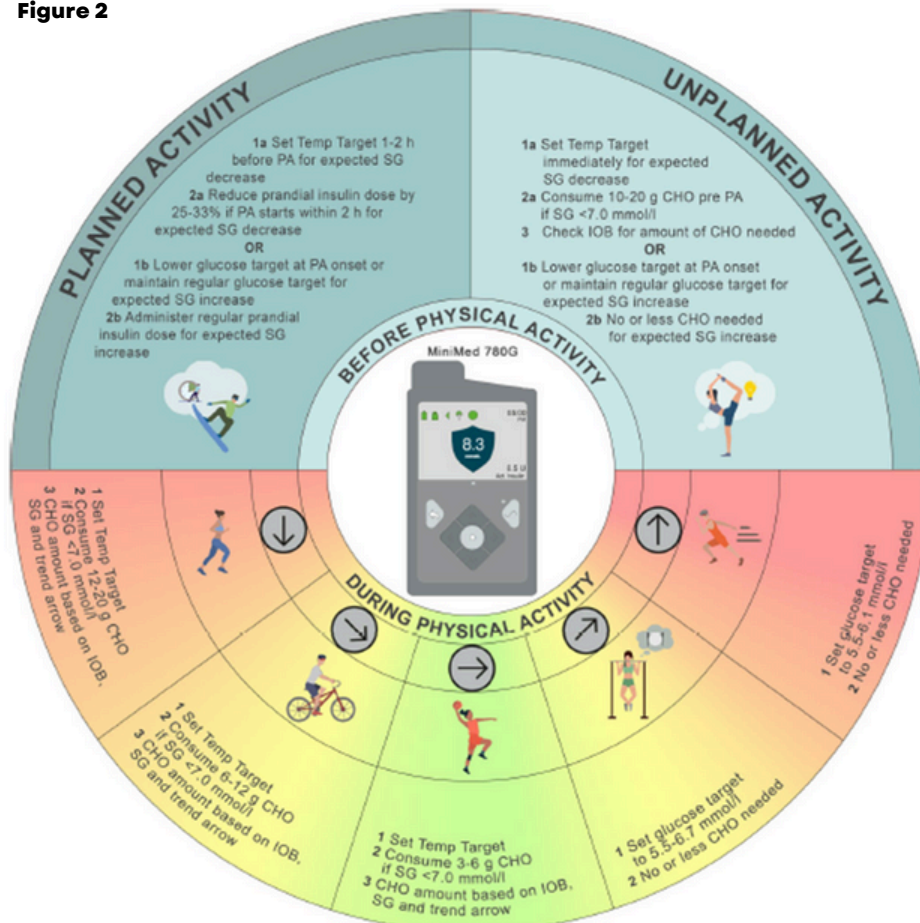 Figure 2
PLANNED ACTIVITY
1a Set Temp Target 1-2 h
before PA for expected SG
decrease
2a Reduce prandial insulin dose by
25-33% if PA starts within 2 h for
expected SG decrease
OR
1b Lower glucose target at PA onset or
maintain regular glucose target for
expected SG increase
2b Administer regular prandial
insulin dose for expected SG
increase
UNPLANNED ACTIVITY
1a Set Temp Target
immediately for expected
SG decrease
2a Consume 10-20 g CHO pre PA
if SG <7.0 mmol/l
3 Check IOB for amount of CHO needed
OR
1b Lower glucose target at PA onset
or maintain regular glucose target for
expected SG increase
2b No or less CHO needed
for expected SG increase
BEFORE PHYSICAL ACTIVITY
MiniMed 780G
8.3
DURING PHYSICAL ACTIVITY
1 Set Temp Target
2 Consume 12-20 g CHO
if SG <7.0 mmol/l
3 CHO amount based on IOB,
SG and trend arrow
1 Set Temp Target
2 Consume 6-12 g CHO
if SG <7.0 mmol/l
3 CHO amount based on IOB,
SG and trend arrow
1 Set Temp Target
2 Consume 3-6 g CHO
if SG <7.0 mmol/l
3 CHO amount based on IOB,
SG and trend arrow
1 Set glucose target
to 5.5-6.7 mmol/l
2 No or less CHO needed
1 Set glucose target
to 5.5-6.1 mmol/l
2 No or less CHO needed